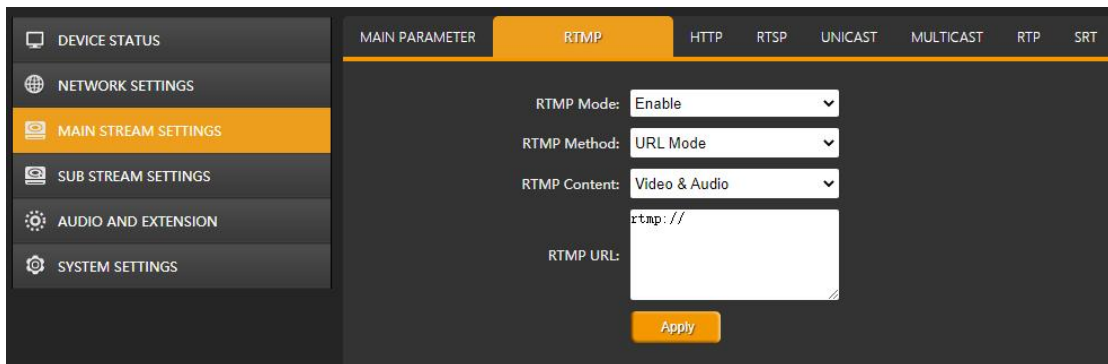 DEVICE STATUS
NETWORK SETTINGS
MAIN STREAM SETTINGS
SUB STREAM SETTINGS
AUDIO AND EXTENSION
SYSTEM SETTINGS
MAIN PARAMETER RTMP HTTP RTSP UNICAST MULTICAST RTP SRT
RTMP Mode: Enable
RTMP Method: URL Mode
RTMP Content: Video & Audio
RTMP URL: rtmp://
Apply